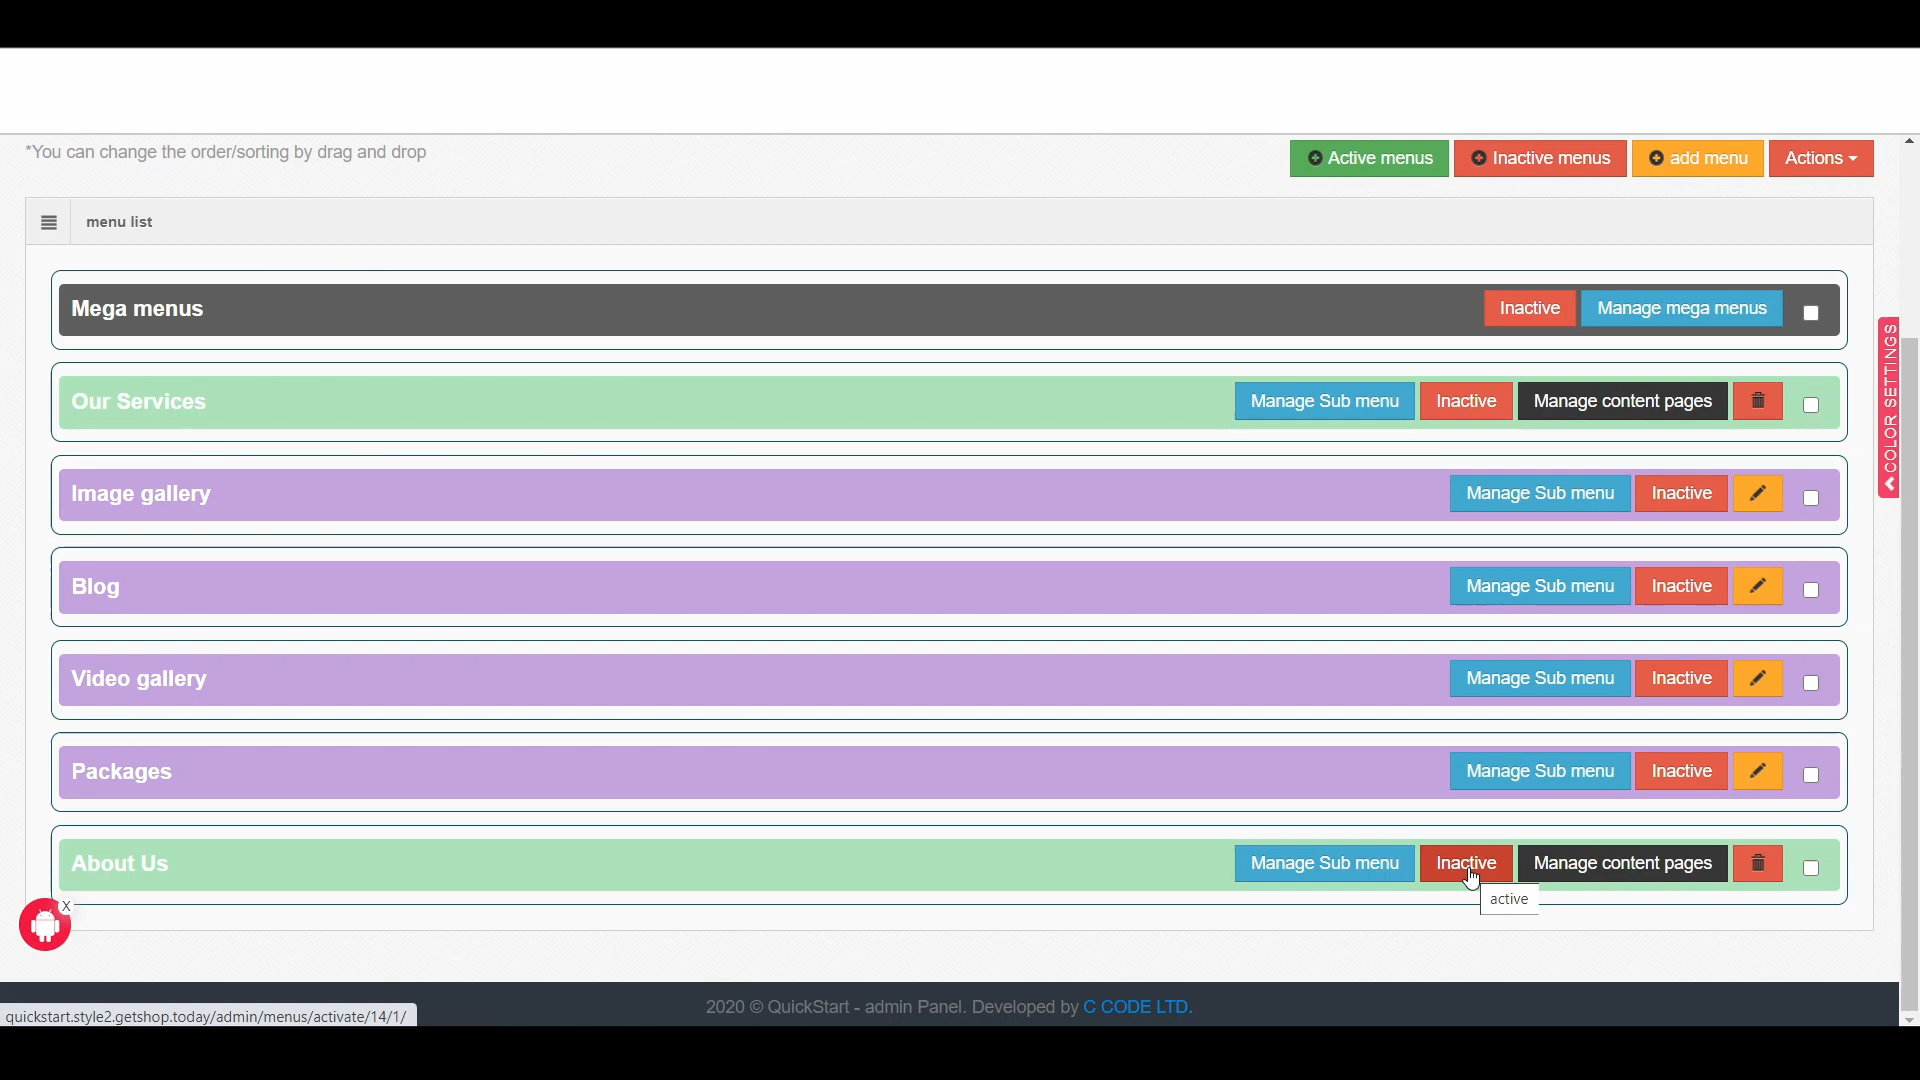 *You can change the order/sorting by drag and drop
Active menus Inactive menus add menu Actions
menu list
Mega menus Inactive Manage mega menus
Our Services Manage Sub menu Inactive Manage content pages
COLOR SETTINGS
Image gallery Manage Sub menu Inactive
Blog Manage Sub menu Inactive
Video gallery Manage Sub menu Inactive
Packages Manage Sub menu Inactive
About Us Manage Sub menu Inactive Manage content pages
active
X
2020 © QuickStart - admin Panel. Developed by C CODE LTD.
quickstart.style2.getshop.today/admin/menus/activate/14/1/